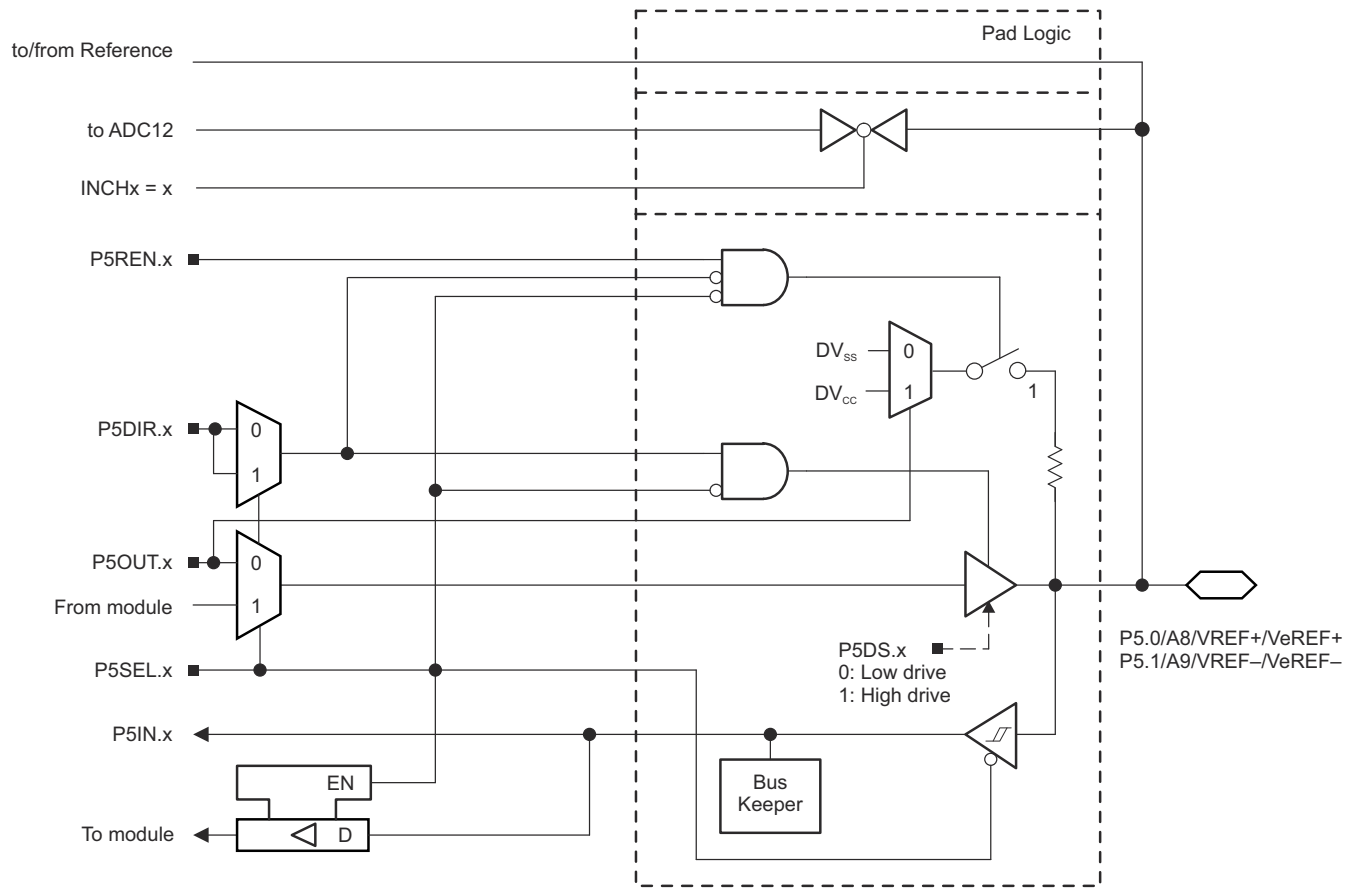 Pad Logic
to/from Reference
to ADC12
INCHx = x
P5REN.x
DVSS
0
DVCC
1
1
P5DIR.x
0
1
P5OUT.x
0
From module
1
P5SEL.x
P5DS.x
0: Low drive
1: High drive
P5.0/A8/VREF+/VeREF+
P5.1/A9/VREF–/VeREF–
P5IN.x
EN
Bus
Keeper
To module
D